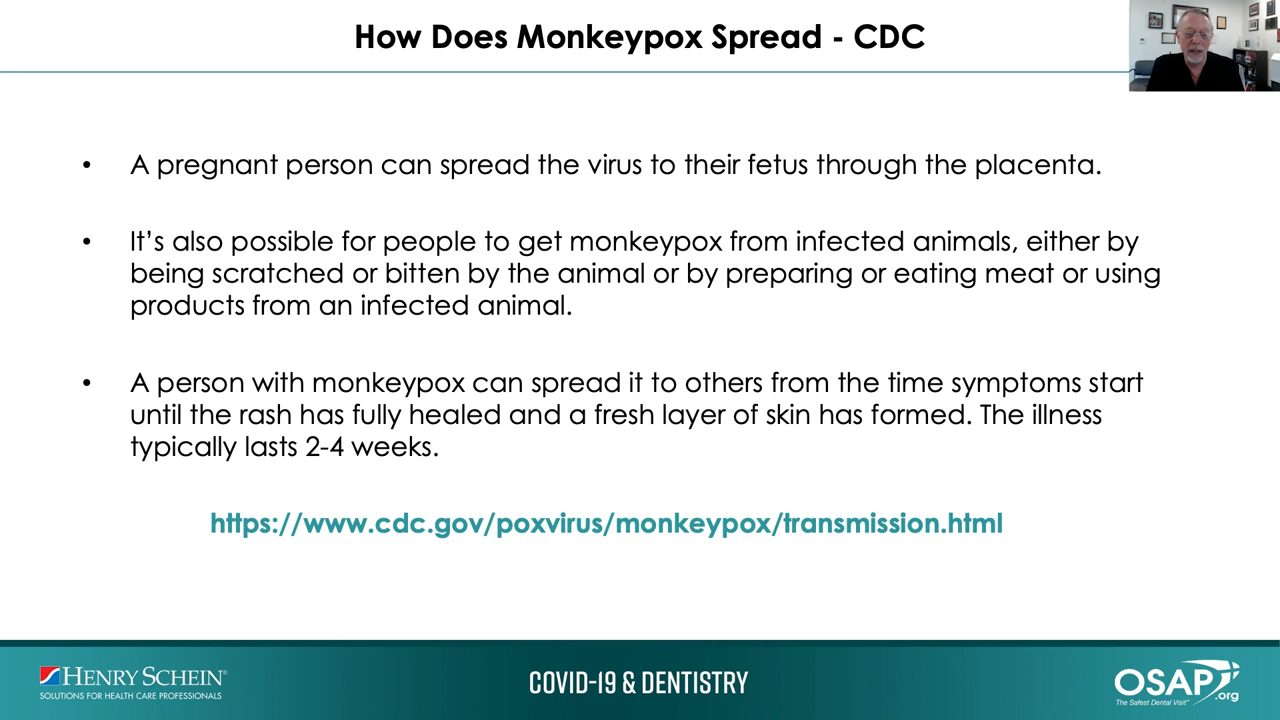 How Does Monkeypox Spread - CDC
• A pregnant person can spread the virus to their fetus through the placenta.
• It’s also possible for people to get monkeypox from infected animals, either by
being scratched or bitten by the animal or by preparing or eating meat or using
products from an infected animal.
• A person with monkeypox can spread it to others from the time symptoms start
until the rash has fully healed and a fresh layer of skin has formed. The illness
typically lasts 2-4 weeks.
https://www.cdc.gov/poxvirus/monkeypox/transmission.html
HENRY SCHEIN®
SOLUTIONS FOR HEALTH CARE PROFESSIONALS
COVID-19 & DENTISTRY
OSAP.org
The Safest Dental Visit™